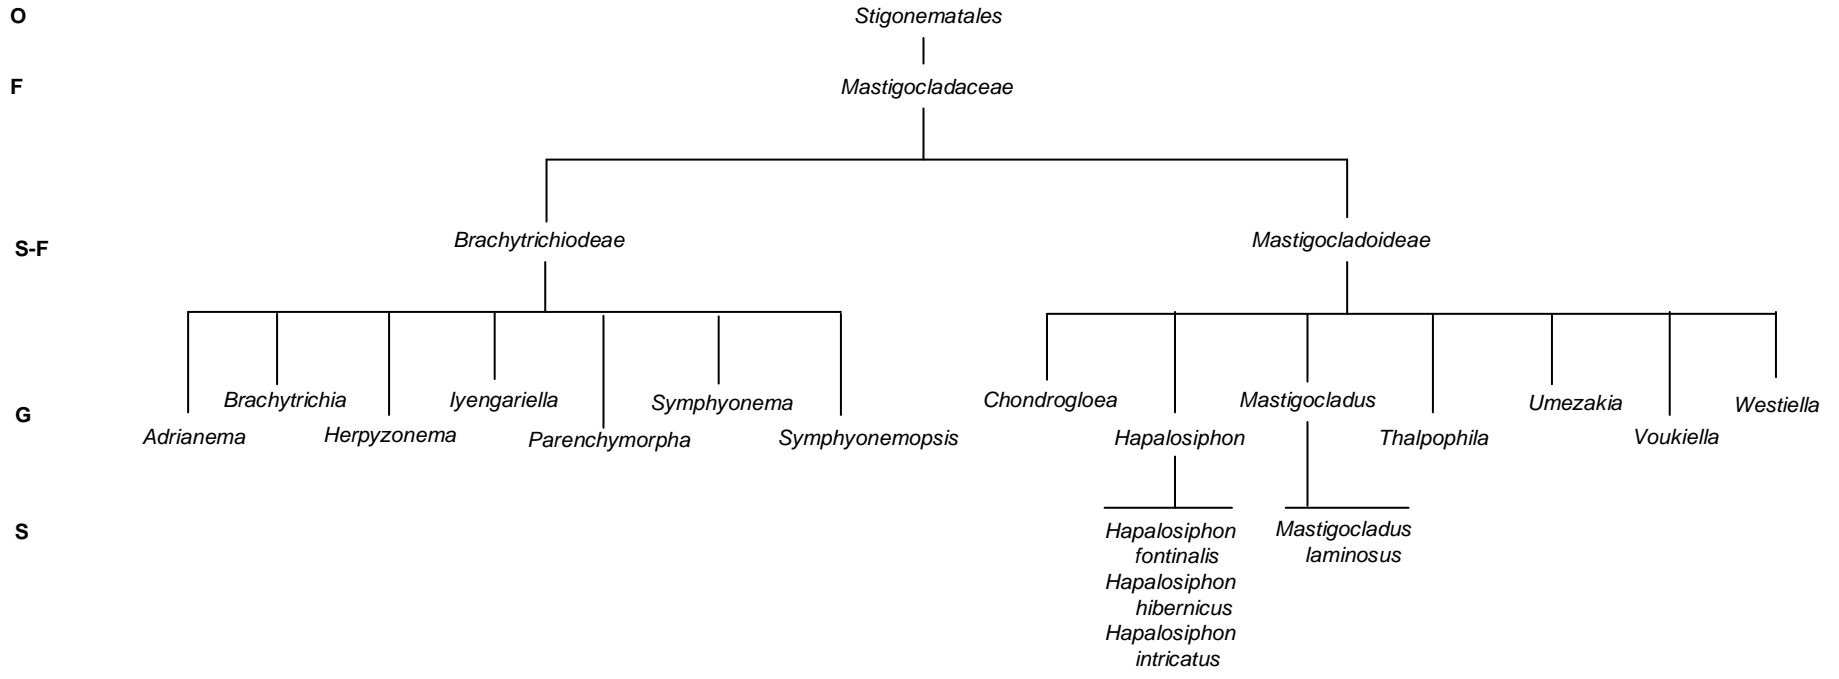 O
Stigonematales
F
Mastigocladaceae
S-F
Brachytrichiodeae
Mastigocladoideae
G
Adrianema
Brachytrichia
Herpyzonema
Iyengariella
Parenchymorpha
Symphyonema
Symphyonemopsis
Chondrogloea
Hapalosiphon
Mastigocladus
Thalpophila
Umezakia
Voukiella
Westiella
S
Hapalosiphon
fontinalis
Hapalosiphon
hibernicus
Hapalosiphon
intricatus
Mastigocladus
laminosus